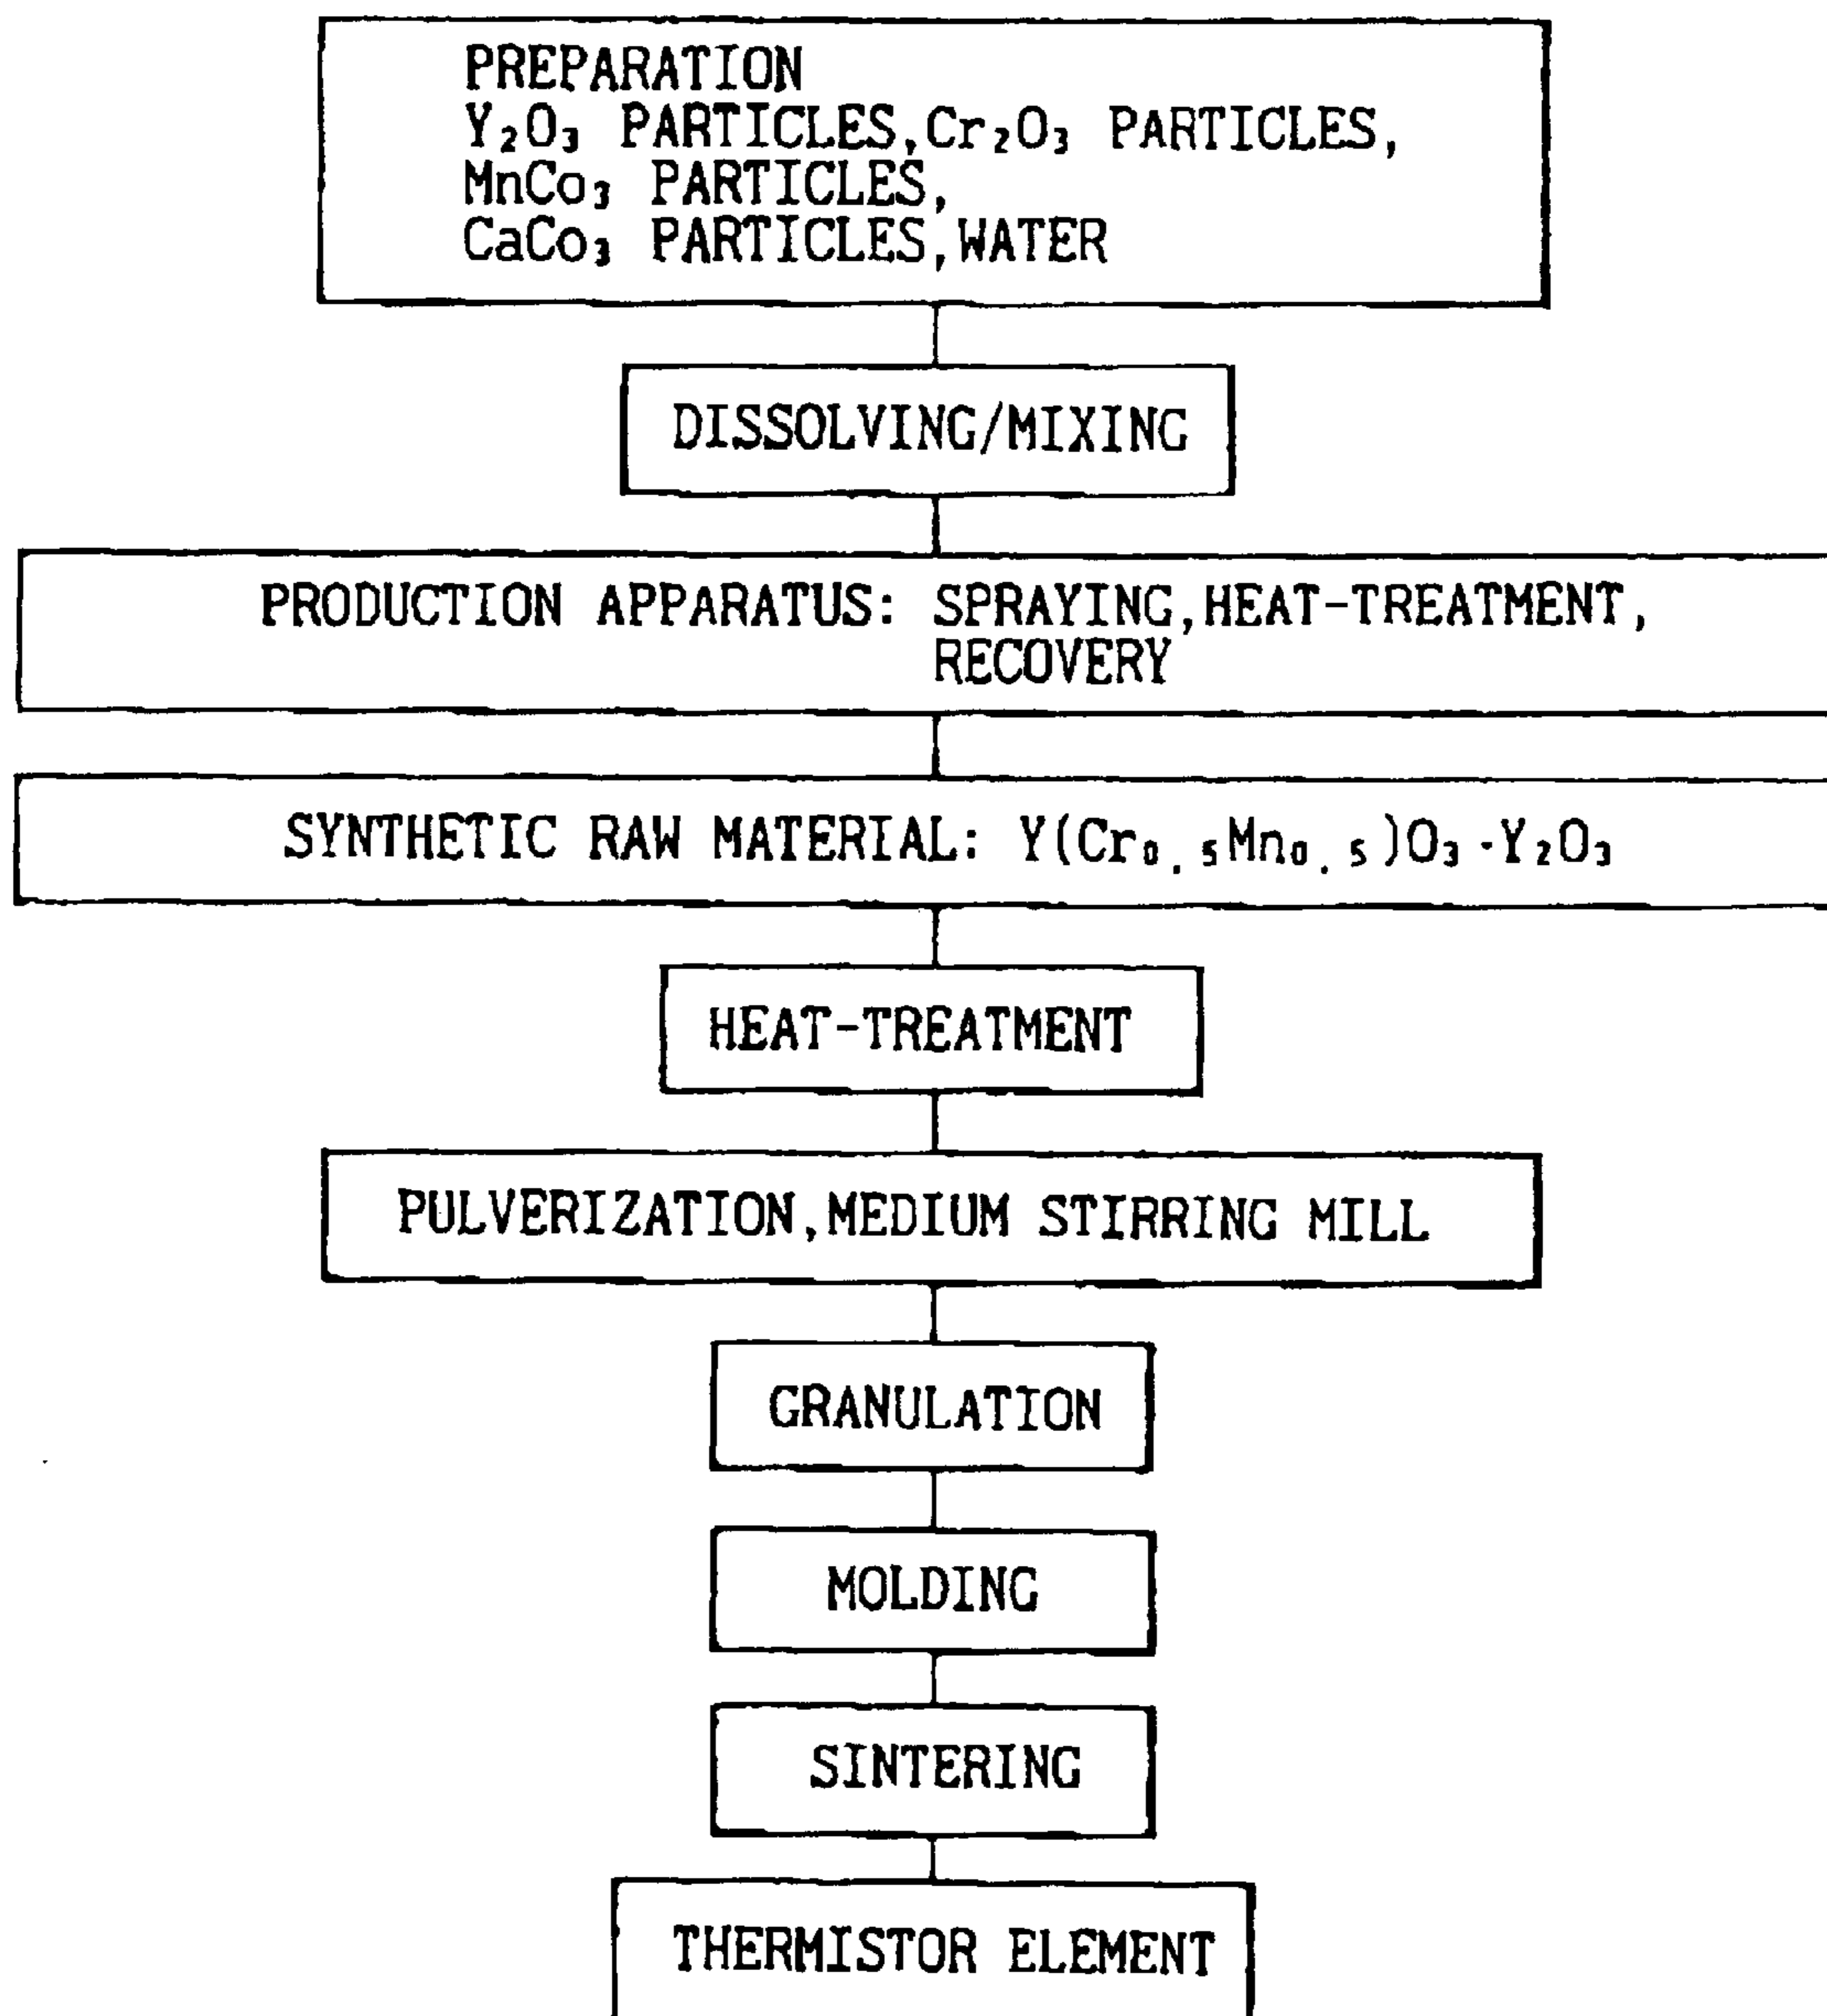 PREPARATION
Y₂O₃ PARTICLES,Cr₂O₃ PARTICLES,
MnCo₃ PARTICLES,
CaCo₃ PARTICLES,WATER
DISSOLVING/MIXING
PRODUCTION APPARATUS: SPRAYING,HEAT-TREATMENT,
RECOVERY
SYNTHETIC RAW MATERIAL: Y(Cr₀.₅Mn₀.₅)O₃·Y₂O₃
HEAT-TREATMENT
PULVERIZATION,MEDIUM STIRRING MILL
GRANULATION
MOLDING
SINTERING
THERMISTOR ELEMENT